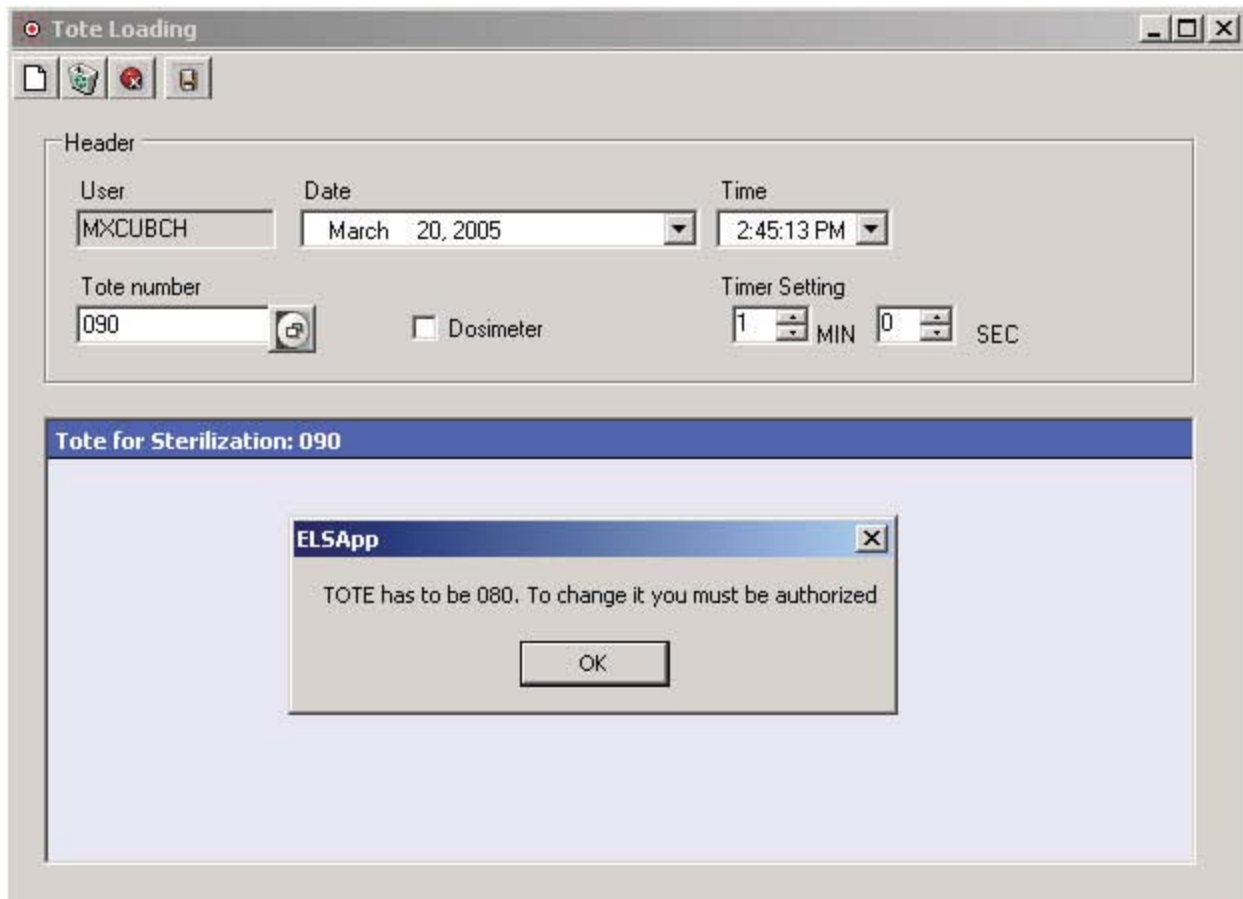 Tote Loading
Header
User Date Time
MXCUBCH March 20, 2005 2:45:13 PM
Tote number Timer Setting
090 Dosimeter 1 MIN 0 SEC
Tote for Sterilization: 090
ELSApp
TOTE has to be 080. To change it you must be authorized
OK